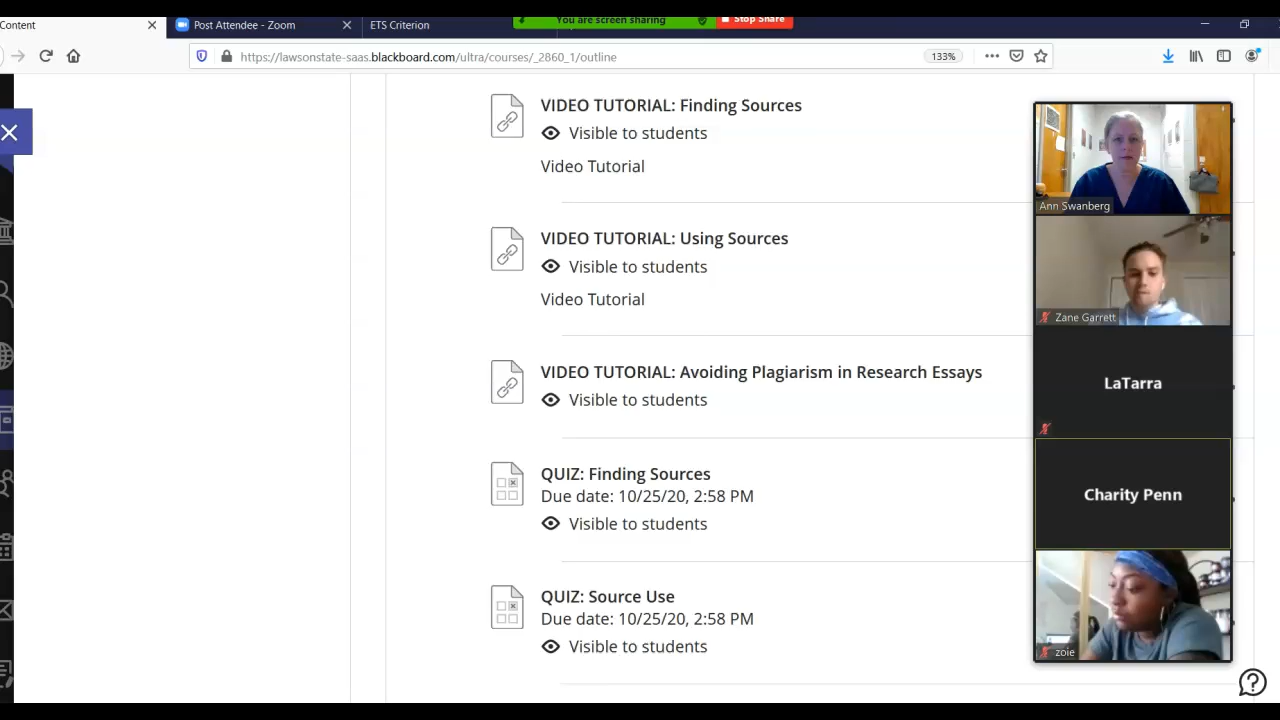 Content
Post Attendee - Zoom
ETS Criterion
You are screen sharing
Stop Share
https://lawsonstate-saas.blackboard.com/ultra/courses/_2860_1/outline
133%
VIDEO TUTORIAL: Finding Sources
Visible to students
Video Tutorial
VIDEO TUTORIAL: Using Sources
Visible to students
Video Tutorial
VIDEO TUTORIAL: Avoiding Plagiarism in Research Essays
Visible to students
QUIZ: Finding Sources
Due date: 10/25/20, 2:58 PM
Visible to students
QUIZ: Source Use
Due date: 10/25/20, 2:58 PM
Visible to students
Ann Swanberg
Zane Garrett
LaTarra
Charity Penn
zoie